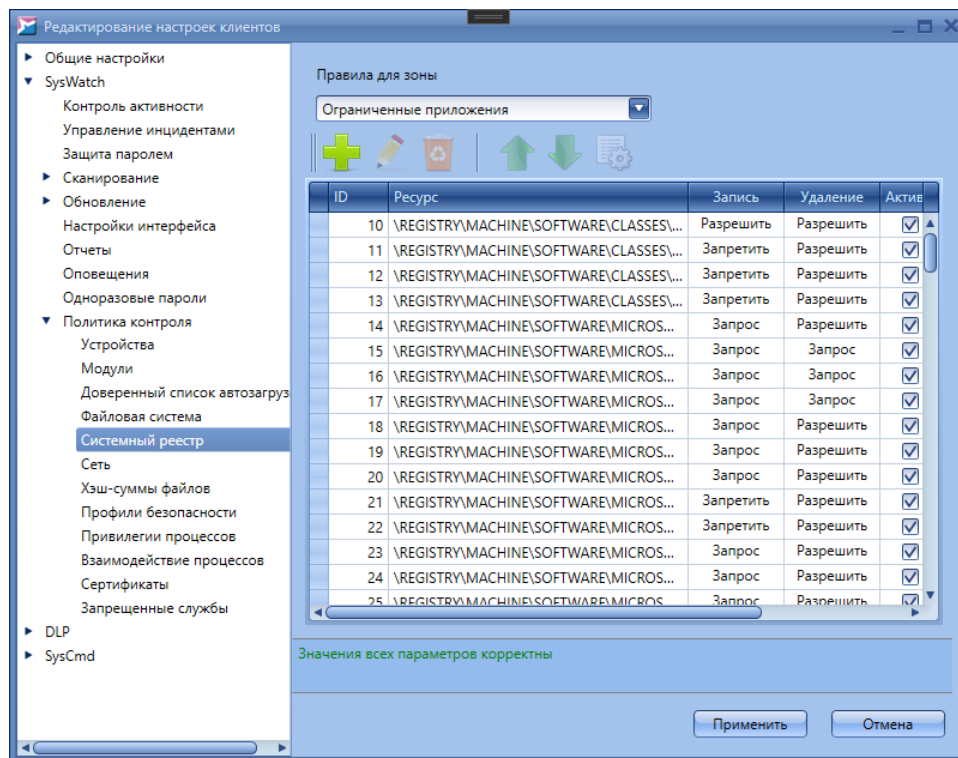 Редактирование настроек клиентов
Общие настройки
SysWatch
Контроль активности
Управление инцидентами
Защита паролем
Сканирование
Обновление
Настройки интерфейса
Отчеты
Оповещения
Одноразовые пароли
Политика контроля
Устройства
Модули
Доверенный список автозагруз
Файловая система
Системный реестр
Сеть
Хэш-суммы файлов
Профили безопасности
Привилегии процессов
Взаимодействие процессов
Сертификаты
Запрещенные службы
DLP
SysCmd
Правила для зоны
Ограниченные приложения
ID Ресурс Запись Удаление Актив
10 \REGISTRY\MACHINE\SOFTWARE\CLASSES\... Разрешить Разрешить
11 \REGISTRY\MACHINE\SOFTWARE\CLASSES\... Запретить Разрешить
12 \REGISTRY\MACHINE\SOFTWARE\CLASSES\... Запретить Разрешить
13 \REGISTRY\MACHINE\SOFTWARE\CLASSES\... Запретить Разрешить
14 \REGISTRY\MACHINE\SOFTWARE\MICROS... Запрос Разрешить
15 \REGISTRY\MACHINE\SOFTWARE\MICROS... Запрос Запрос
16 \REGISTRY\MACHINE\SOFTWARE\MICROS... Запрос Запрос
17 \REGISTRY\MACHINE\SOFTWARE\MICROS... Запрос Запрос
18 \REGISTRY\MACHINE\SOFTWARE\MICROS... Запрос Разрешить
19 \REGISTRY\MACHINE\SOFTWARE\MICROS... Запрос Разрешить
20 \REGISTRY\MACHINE\SOFTWARE\MICROS... Запрос Разрешить
21 \REGISTRY\MACHINE\SOFTWARE\MICROS... Запретить Разрешить
22 \REGISTRY\MACHINE\SOFTWARE\MICROS... Запретить Разрешить
23 \REGISTRY\MACHINE\SOFTWARE\MICROS... Запрос Разрешить
24 \REGISTRY\MACHINE\SOFTWARE\MICROS... Запрос Разрешить
25 \REGISTRY\MACHINE\SOFTWARE\MICROS... Запрос Разрешить
Значения всех параметров корректны
Применить Отмена